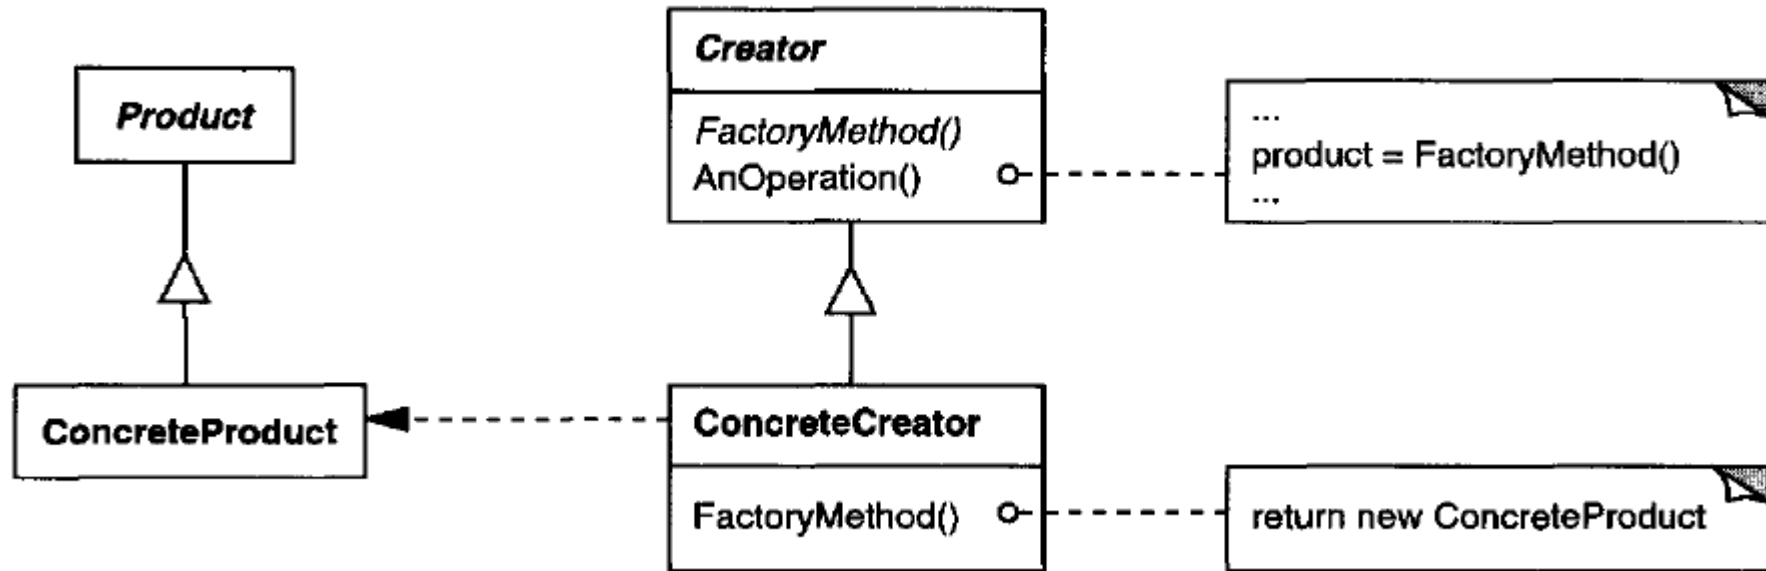 Product
Creator
FactoryMethod()
AnOperation()
...
product = FactoryMethod()
...
ConcreteProduct
ConcreteCreator
FactoryMethod()
return new ConcreteProduct